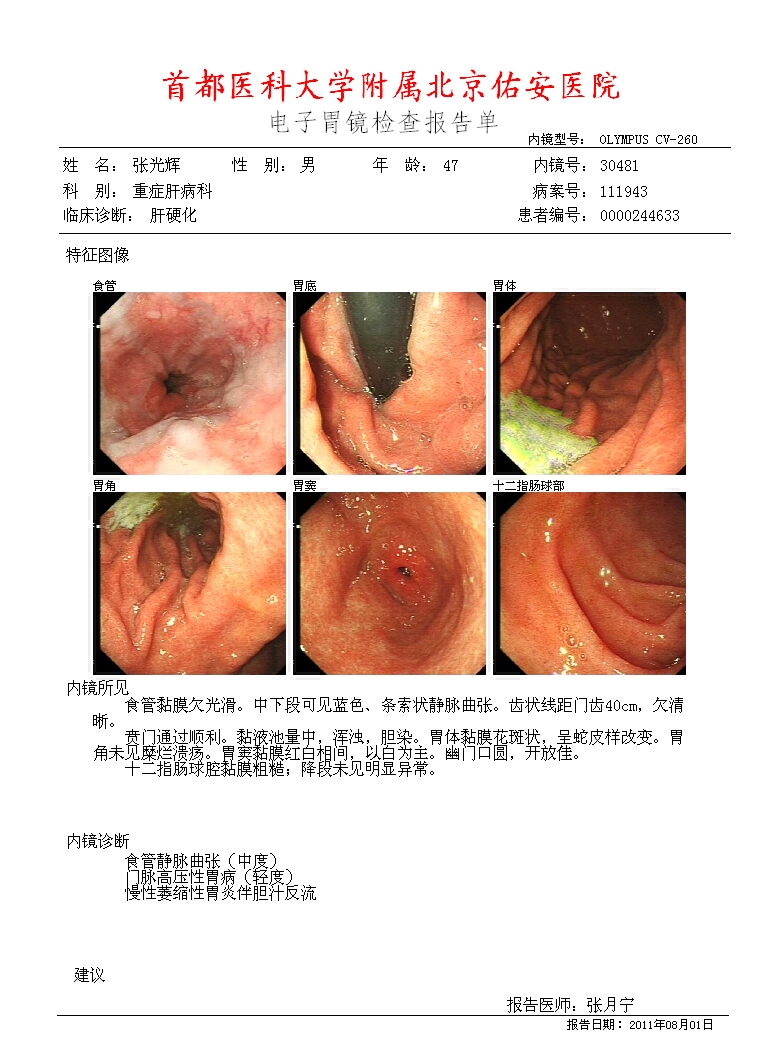 首都医科大学附属北京佑安医院
电子胃镜检查报告单
内镜型号： OLYMPUS CV-260
姓 名： 张光辉 性 别： 男 年 龄： 47 内镜号： 30481
科 别： 重症肝病科 病案号： 111943
临床诊断： 肝硬化 患者编号： 0000244633
特征图像
食管 胃底 胃体
胃角 胃窦 十二指肠球部
内镜所见
食管黏膜欠光滑。中下段可见蓝色、条索状静脉曲张。齿状线距门齿40cm，欠清
晰。
贲门通过顺利。黏液池量中，浑浊，胆染。胃体黏膜花斑状，呈蛇皮样改变。胃
角未见糜烂溃疡。胃窦黏膜红白相间，以白为主。幽门口圆，开放佳。
十二指肠球腔黏膜粗糙；降段未见明显异常。
内镜诊断
食管静脉曲张（中度）
门脉高压性胃病（轻度）
慢性萎缩性胃炎伴胆汁反流
建议
报告医师：张月宁
报告日期：2011年08月01日